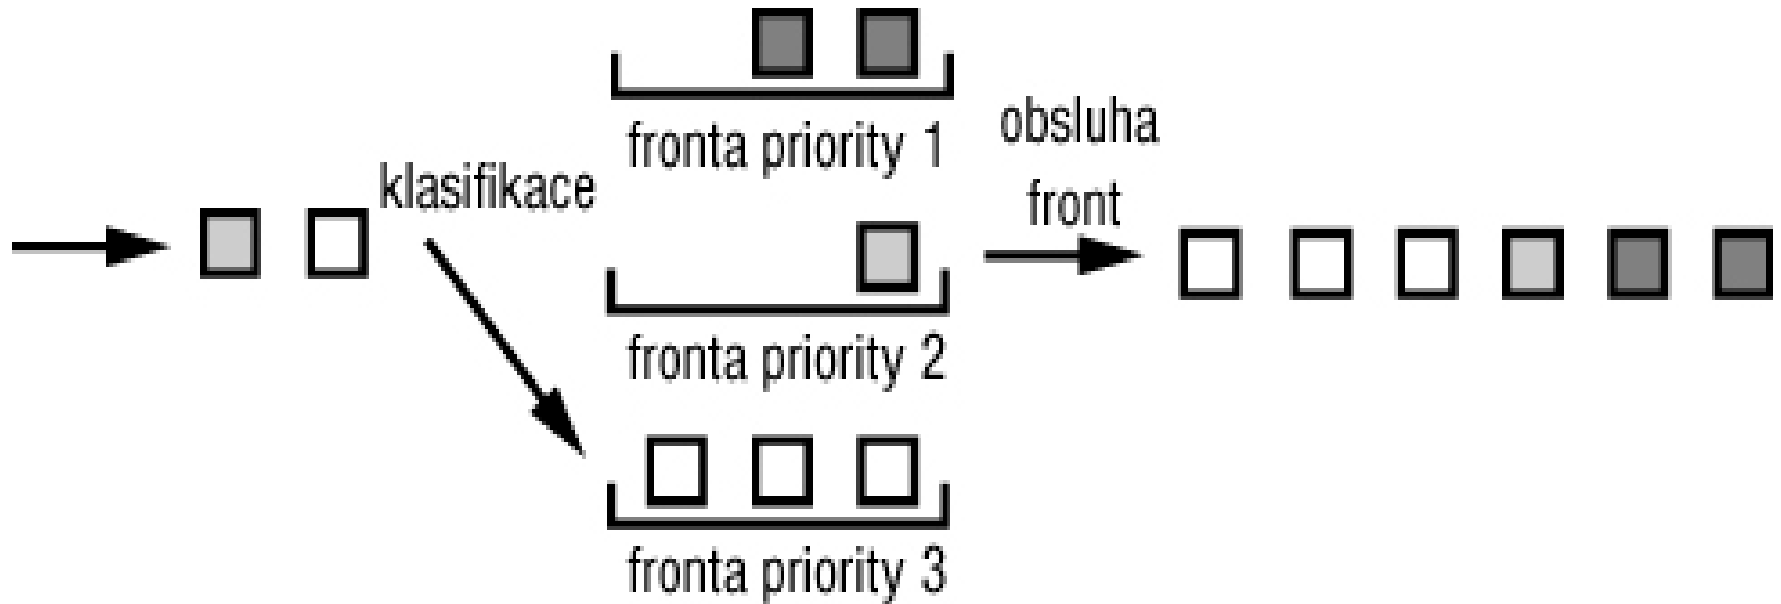 klasifikace
fronta priority 1
fronta priority 2
fronta priority 3
obsluha
front